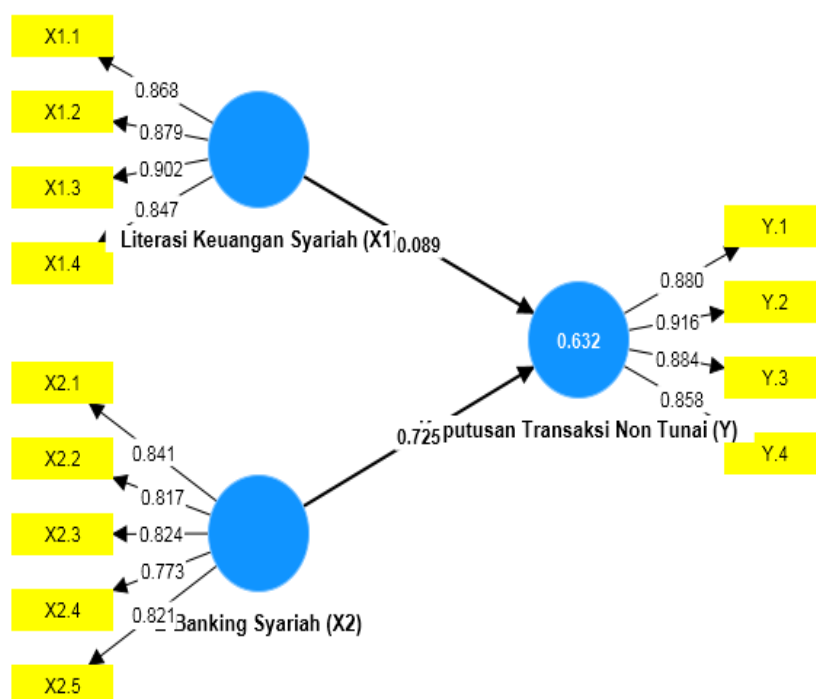 X1.1
0.868
X1.2
0.879
X1.3
0.902
X1.4
0.847
Literasi Keuangan Syariah (X1)
0.089
Y.1
0.880
Y.2
0.916
Y.3
0.884
Y.4
0.858
0.632
Transaksi Non Tunai (Y)
0.725
X2.1
0.841
X2.2
0.817
X2.3
0.824
X2.4
0.773
X2.5
0.821
Banking Syariah (X2)